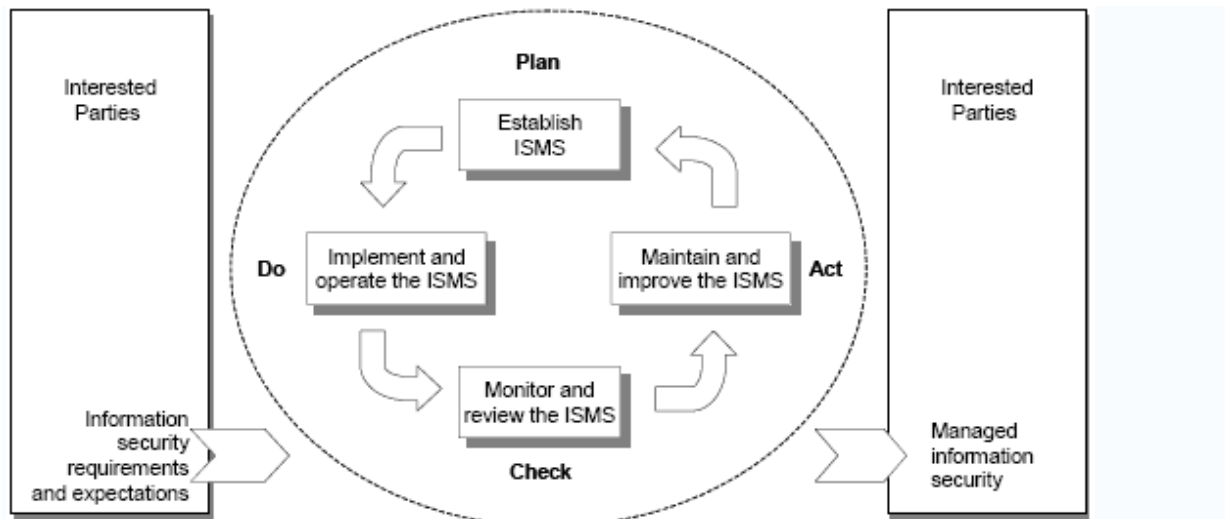 Interested
Parties
Information
security
requirements
and expectations
Plan
Establish
ISMS
Do
Implement and
operate the ISMS
Maintain and
improve the ISMS
Act
Monitor and
review the ISMS
Check
Interested
Parties
Managed
information
security